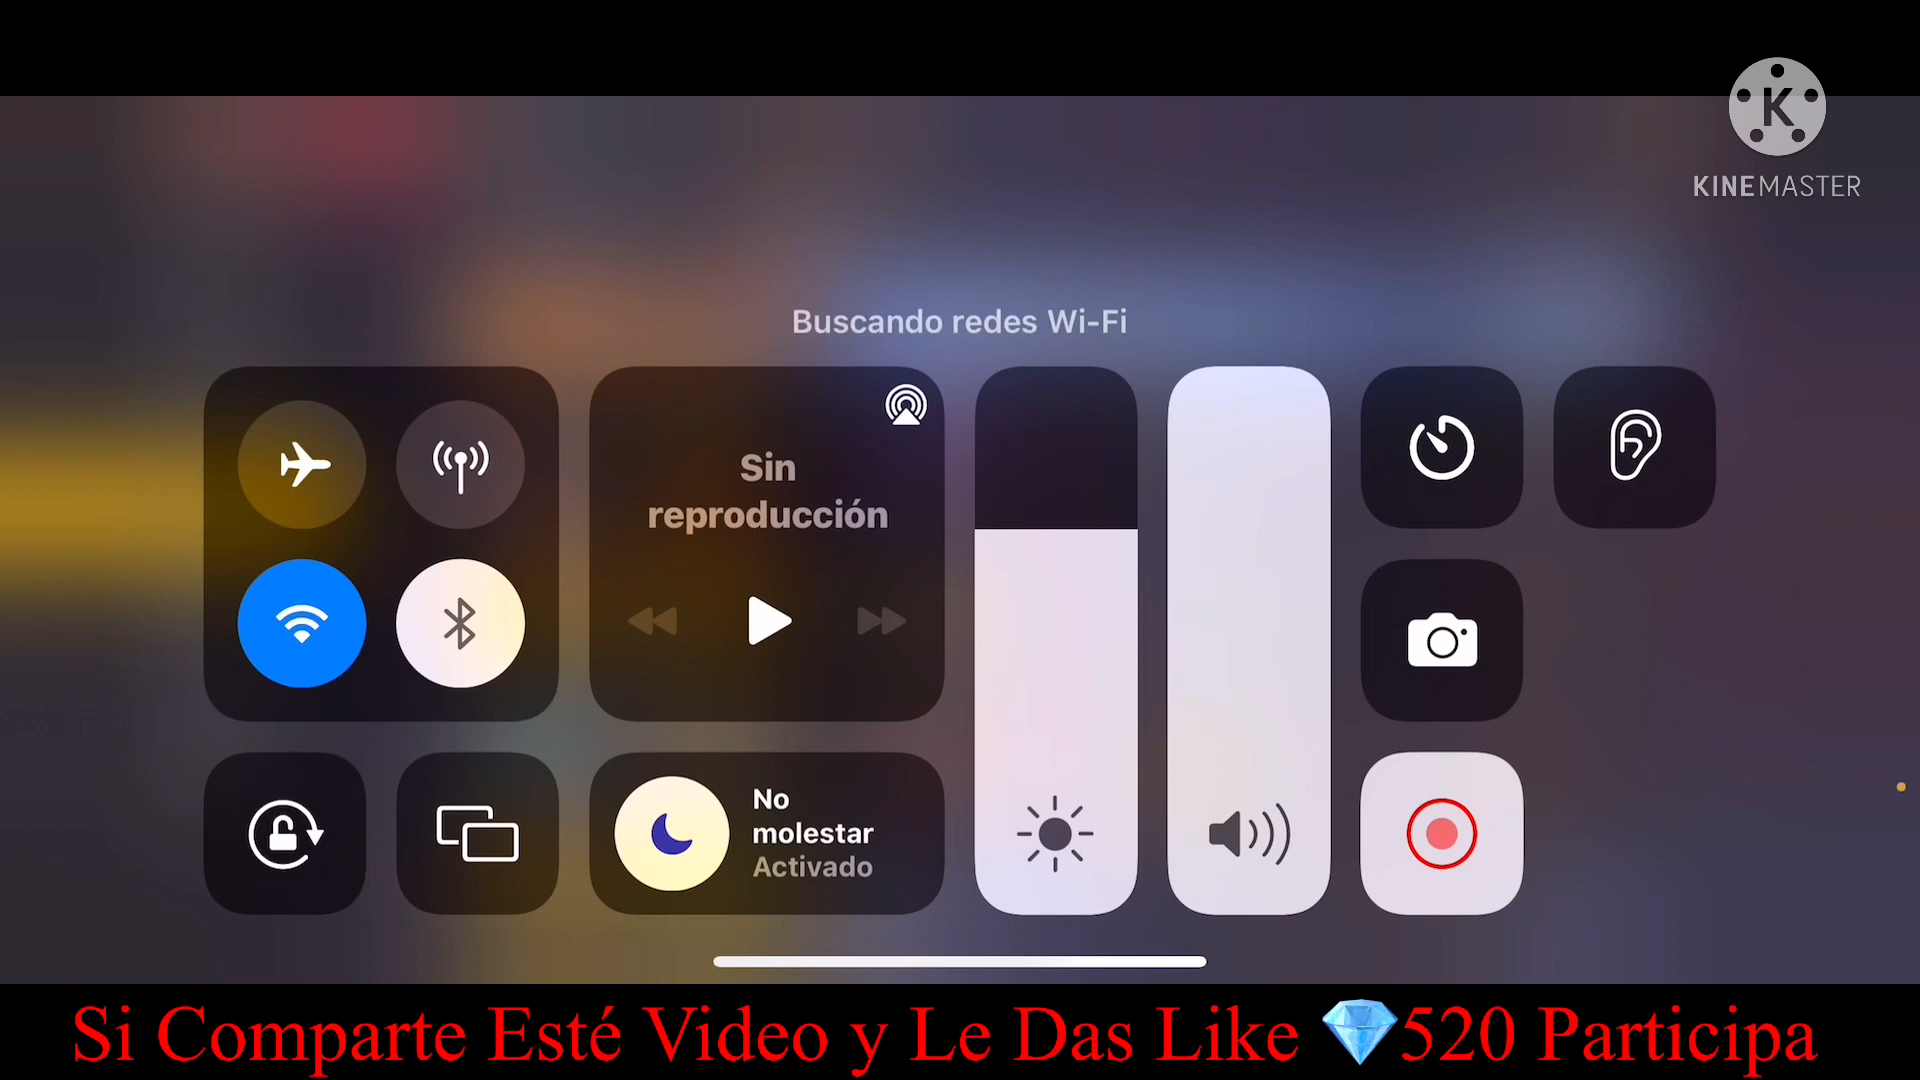 KINEMASTER
Buscando redes Wi-Fi
Sin
reproducción
No
molestar
Activado
Si Comparte Esté Video y Le Das Like 💎520 Participa